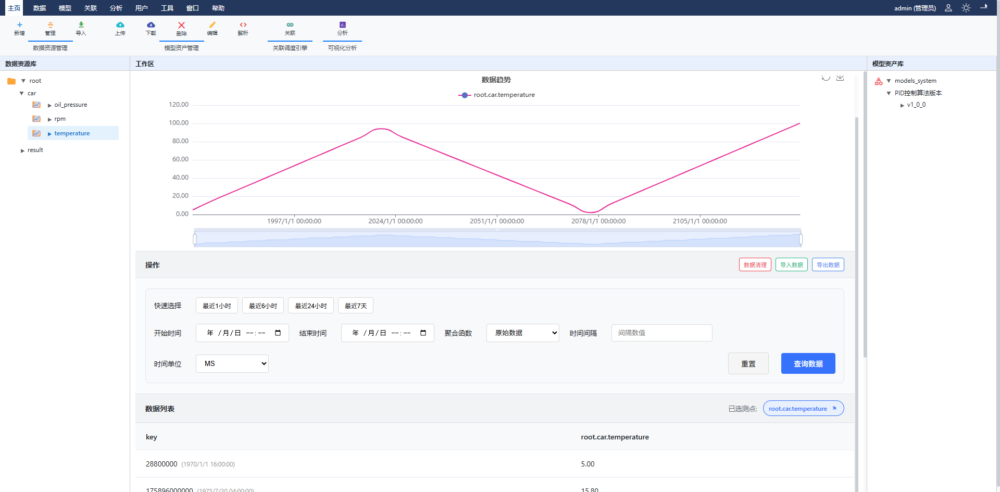 主页 数据 模型 关联 分析 用户 工具 窗口 帮助 admin (管理员)
新增 管理 导入 上传 下载 删除 编辑 解析 关联 分析
数据资源管理 模型资产管理 关联调度引擎 可视化分析
数据资源库
root
car
oil_pressure
rpm
temperature
result
工作区
数据趋势
root.car.temperature
120.00
100.00
80.00
60.00
40.00
20.00
0.00
1997/1/1 00:00:00 2024/1/1 00:00:00 2051/1/1 00:00:00 2078/1/1 00:00:00 2105/1/1 00:00:00
操作 数据清理 导入数据 导出数据
快速选择 最近1小时 最近6小时 最近24小时 最近7天
开始时间 年 /月/日 --:-- 结束时间 年 /月/日 --:-- 聚合函数 原始数据 时间间隔 间隔数值
时间单位 MS 重置 查询数据
数据列表 已选测点: root.car.temperature ×
key root.car.temperature
28800000 (1970/1/1 16:00:00) 5.00
175896000000 (1975/7/30 04:00:00) 15.80
模型资产库
models_system
PID控制算法版本
v1_0_0